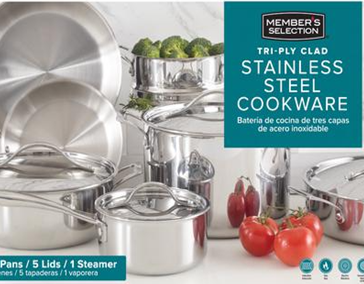 MEMBER'S
SELECTION
TRI-PLY CLAD
STAINLESS
STEEL
COOKWARE
Batería de cocina de tres capas
de acero inoxidable
Pans / 5 Lids / 1 Steamer
/ 5 tapaderas / 1 vaporera